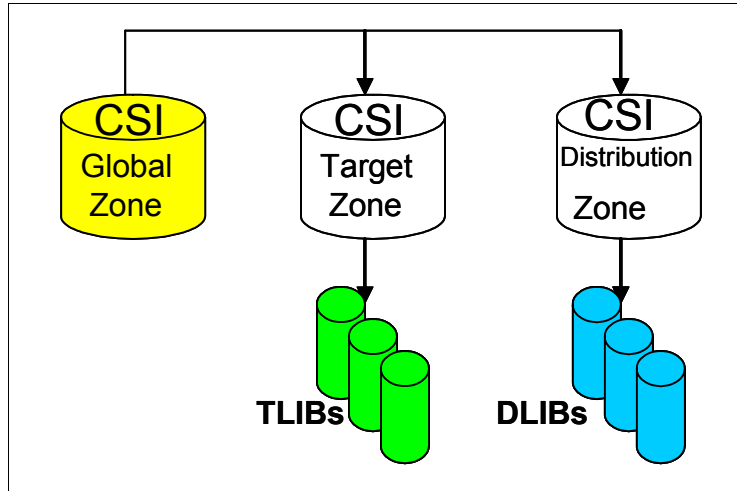 CSI
Global
Zone
CSI
Target
Zone
CSI
Distribution
Zone
TLIBs
DLIBs